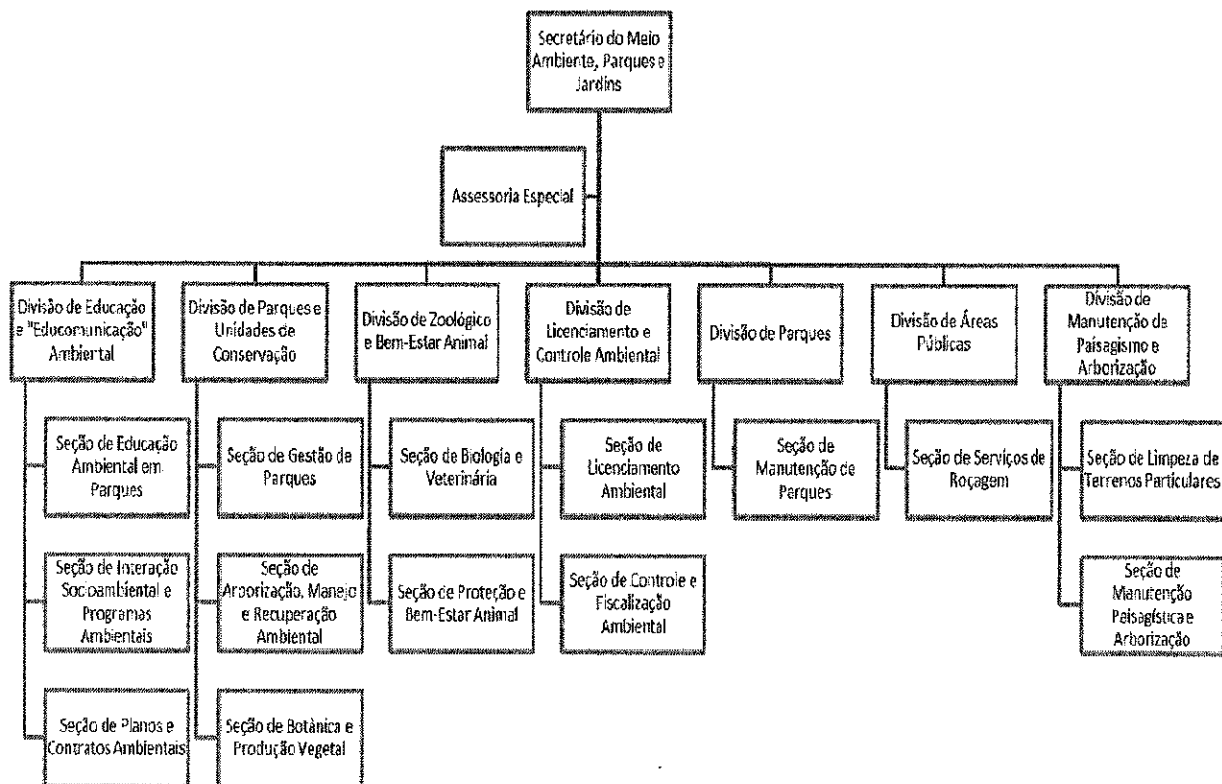 Secretário do Meio
Ambiente, Parques e
Jardins
Assessoria Especial
Divisão de Educação
e "Educomunicação"
Ambiental
Divisão de Parques e
Unidades de
Conservação
Divisão de Zoológico
e Bem-Estar Animal
Divisão de
Licenciamento e
Controle Ambiental
Divisão de Parques
Divisão de Áreas
Públicas
Divisão de
Manutenção de
Paisagismo e
Arborização
Seção de Educação
Ambiental em
Parques
Seção de Gestão de
Parques
Seção de Biologia e
Veterinária
Seção de
Licenciamento
Ambiental
Seção de
Manutenção de
Parques
Seção de Serviços de
Roçagem
Seção de Limpeza de
Terrenos Particulares
Seção de Interação
Socioambiental e
Programas
Ambientais
Seção de
Arborização, Manejo
e Recuperação
Ambiental
Seção de Proteção e
Bem-Estar Animal
Seção de Controle e
Fiscalização
Ambiental
Seção de
Manutenção
Paisagística e
Arborização
Seção de Planos e
Contratos Ambientais
Seção de Botânica e
Produção Vegetal